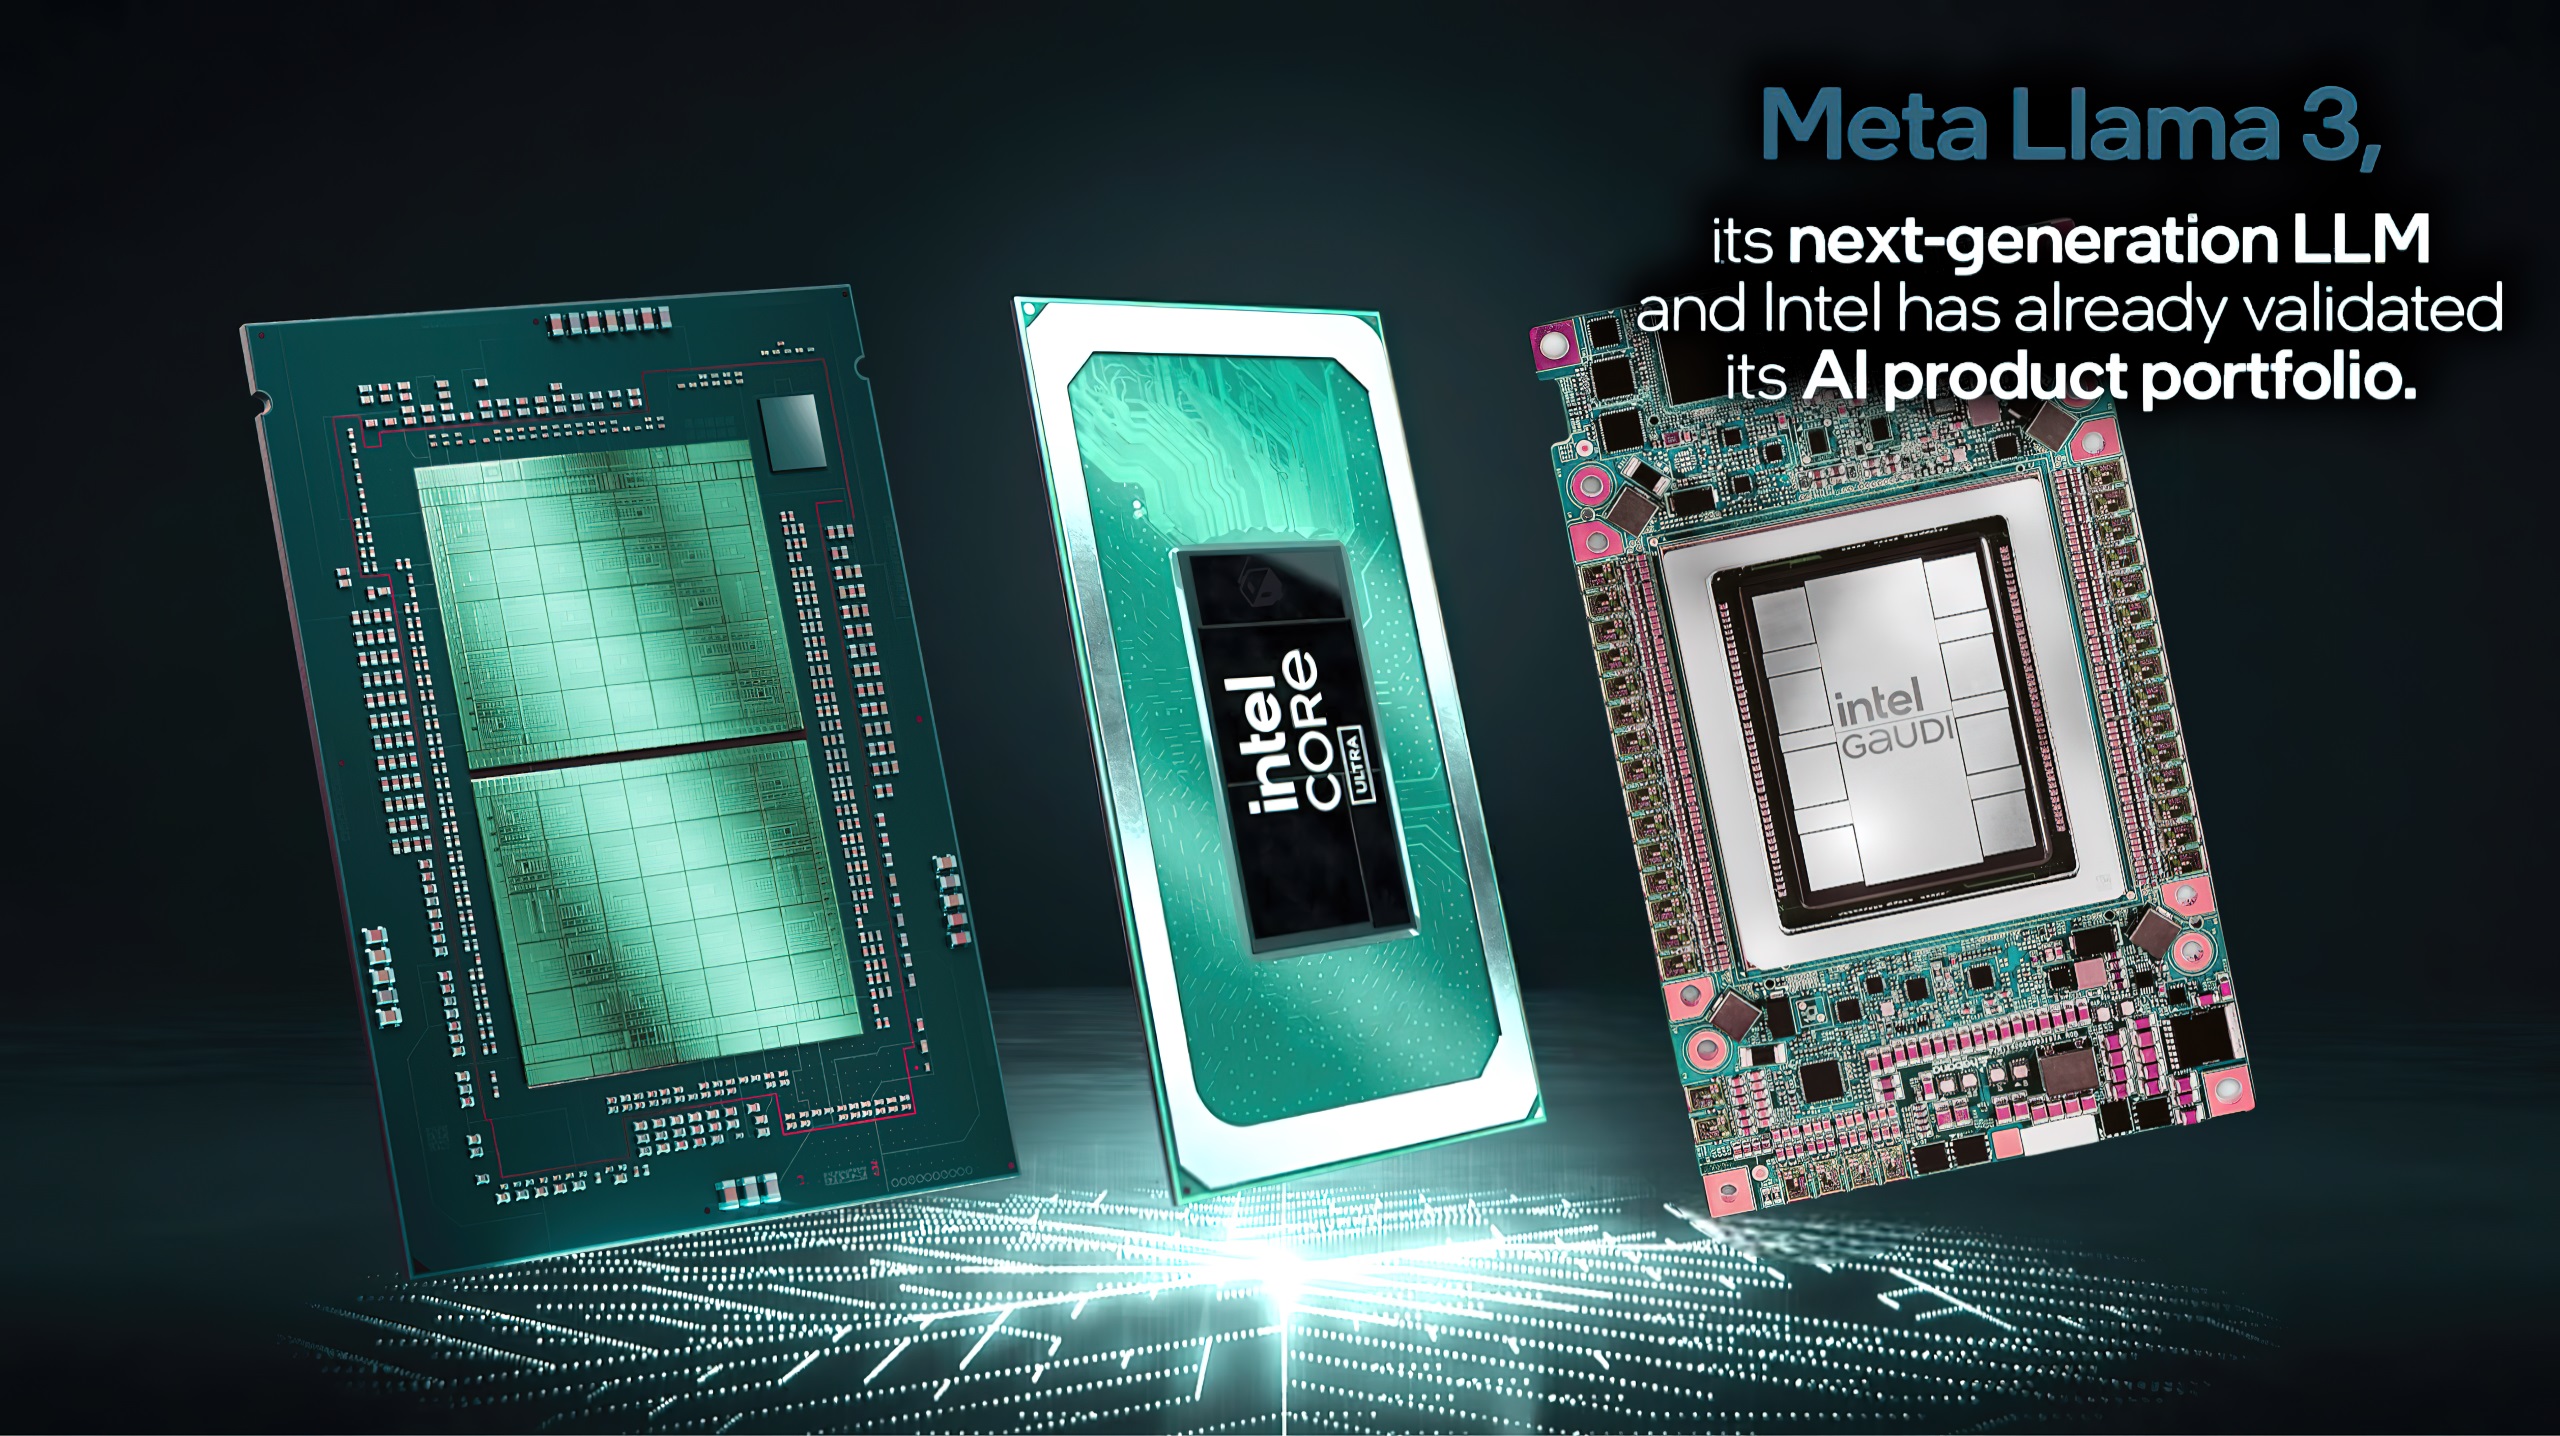 Meta Llama 3,
its next-generation LLM
and Intel has already validated
its AI product portfolio.
intel
CORE
ULTRA
intel
GAUDI